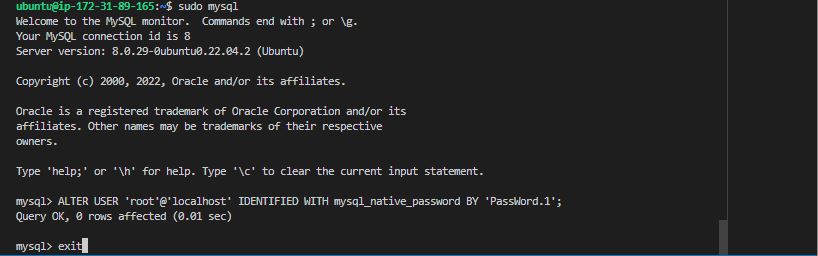 ubuntu@ip-172-31-89-165:~$ sudo mysql
Welcome to the MySQL monitor.  Commands end with ; or \g.
Your MySQL connection id is 8
Server version: 8.0.29-0ubuntu0.22.04.2 (Ubuntu)
Copyright (c) 2000, 2022, Oracle and/or its affiliates.
Oracle is a registered trademark of Oracle Corporation and/or its
affiliates. Other names may be trademarks of their respective
owners.
Type 'help;' or '\h' for help. Type '\c' to clear the current input statement.
mysql> ALTER USER 'root'@'localhost' IDENTIFIED WITH mysql_native_password BY 'PassWord.1';
Query OK, 0 rows affected (0.01 sec)
mysql> exit